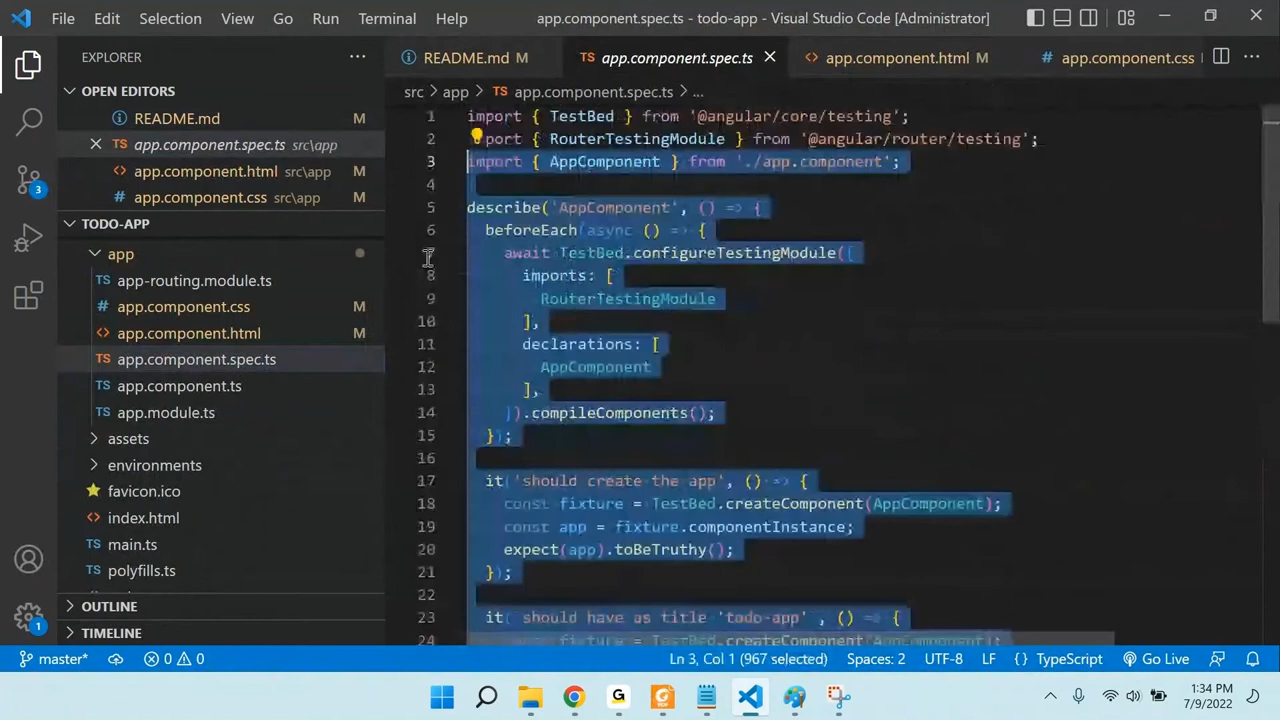 File Edit Selection View Go Run Terminal Help app.component.spec.ts - todo-app - Visual Studio Code [Administrator]
EXPLORER
README.md M
app.component.spec.ts
app.component.html M
app.component.css
OPEN EDITORS
README.md M
app.component.spec.ts src\app
app.component.html src\app M
app.component.css src\app M
TODO-APP
app
app-routing.module.ts
app.component.css M
app.component.html M
app.component.spec.ts
app.component.ts
app.module.ts
assets
environments
favicon.ico
index.html
main.ts
polyfills.ts
OUTLINE
TIMELINE
src app app.component.spec.ts ...
1 import { TestBed } from '@angular/core/testing';
2 port { RouterTestingModule } from '@angular/router/testing';
3 import { AppComponent } from './app.component';
4
5 describe('AppComponent', () => {
6 beforeEach(async () => {
7 await TestBed.configureTestingModule({
8 imports: [
9 RouterTestingModule
10 ],
11 declarations: [
12 AppComponent
13 ],
14 }).compileComponents();
15 });
16
17 it('should create the app', () => {
18 const fixture = TestBed.createComponent(AppComponent);
19 const app = fixture.componentInstance;
20 expect(app).toBeTruthy();
21 });
22
23 it(`should have as title 'todo-app'`, () => {
24 const fixture = TestBed.createComponent(AppComponent);
3
1
master* 0 0 Ln 3, Col 1 (967 selected) Spaces: 2 UTF-8 LF {} TypeScript Go Live
G
PDF
1:34 PM
7/9/2022